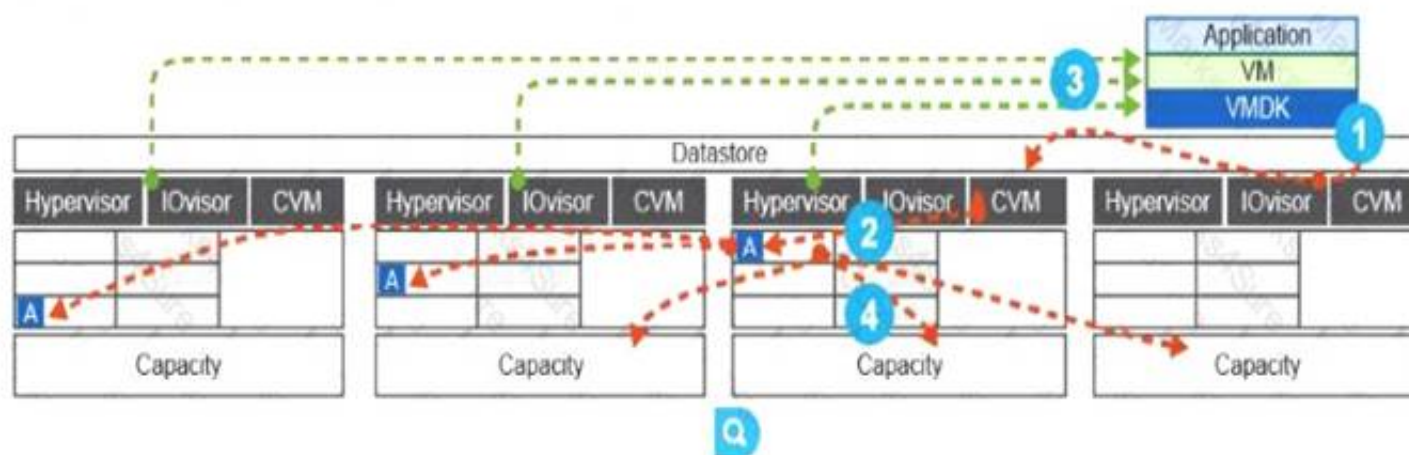 Application
3
VM
VMDK
1
Datastore
Hypervisor IOvisor CVM Hypervisor IOvisor CVM Hypervisor IOvisor CVM Hypervisor IOvisor CVM
2
A
A
A
4
Capacity Capacity Capacity Capacity
Q